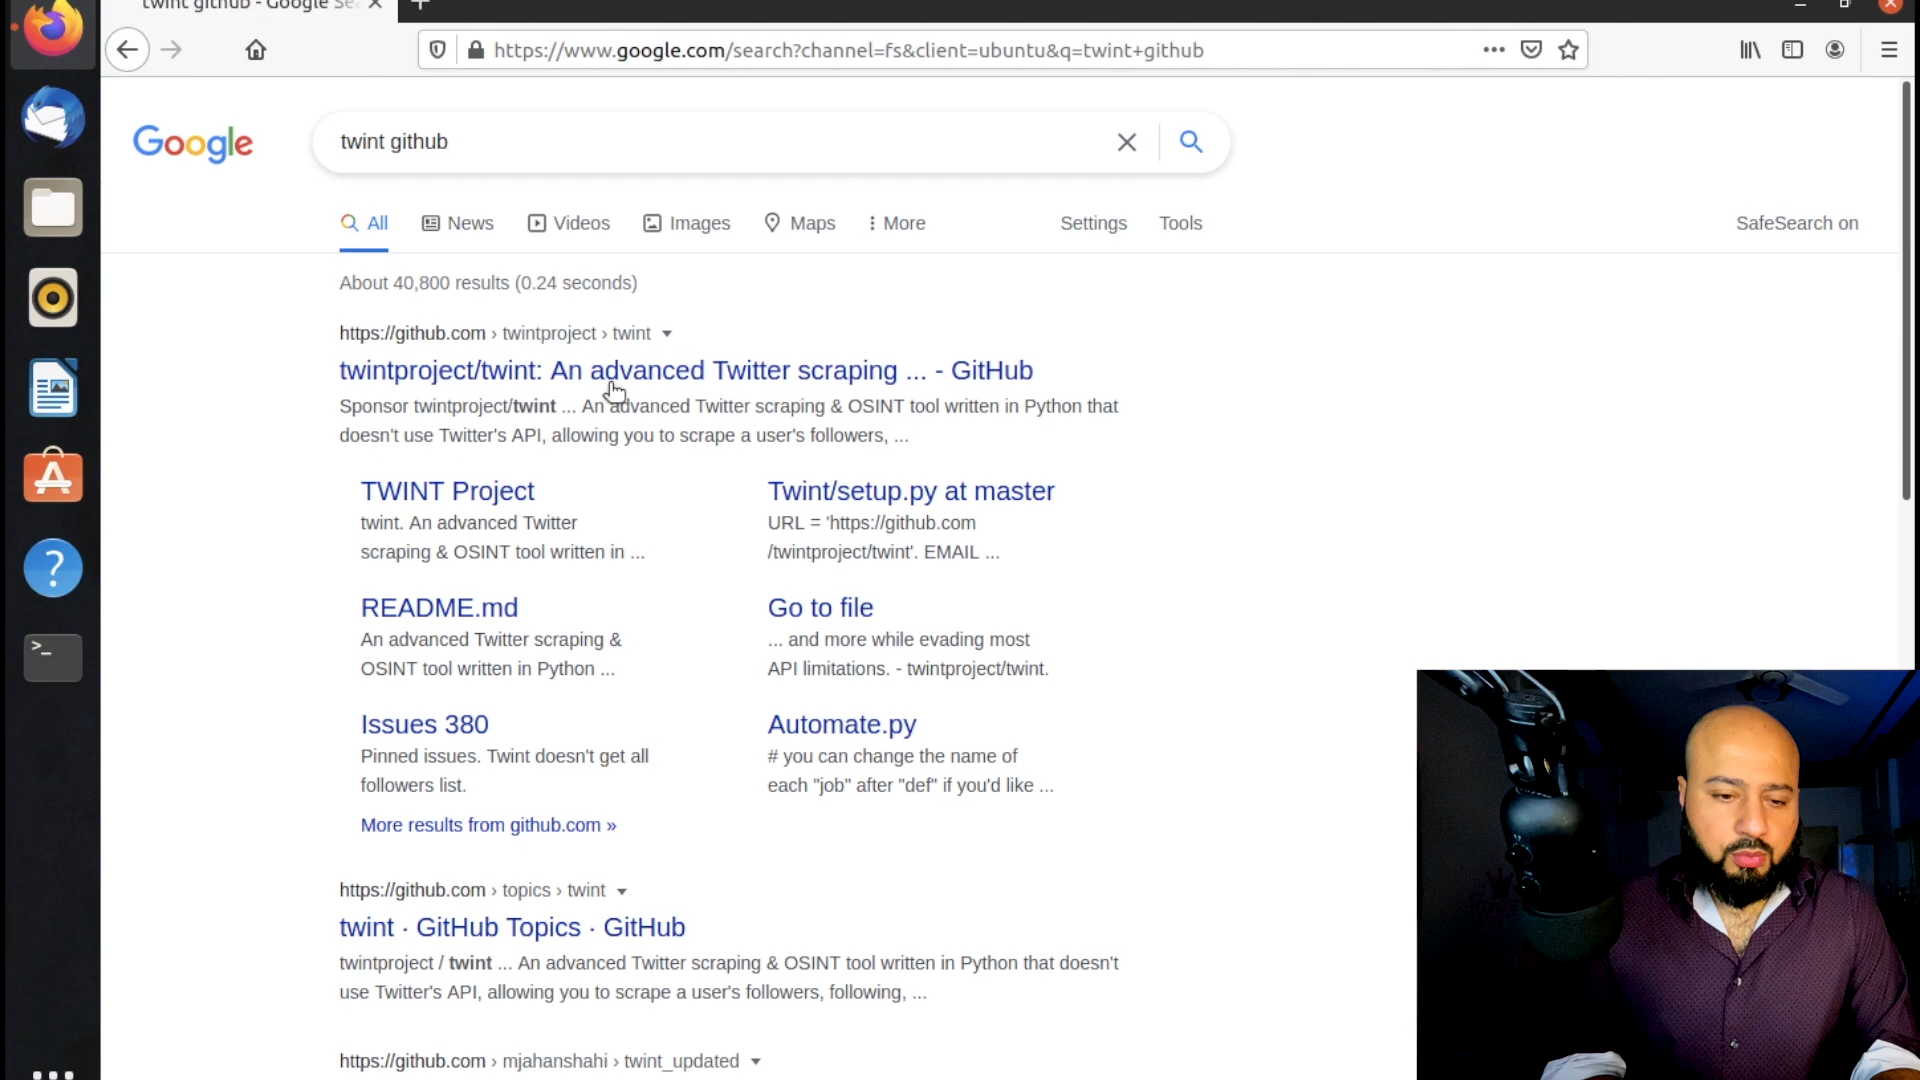 twint github - Google Se
https://www.google.com/search?channel=fs&client=ubuntu&q=twint+github
Google
twint github
All
News
Videos
Images
Maps
More
Settings
Tools
SafeSearch on
About 40,800 results (0.24 seconds)
https://github.com › twintproject › twint
twintproject/twint: An advanced Twitter scraping ... - GitHub
Sponsor twintproject/twint ... An advanced Twitter scraping & OSINT tool written in Python that
doesn't use Twitter's API, allowing you to scrape a user's followers, ...
TWINT Project
twint. An advanced Twitter
scraping & OSINT tool written in ...
Twint/setup.py at master
URL = 'https://github.com
/twintproject/twint'. EMAIL ...
README.md
An advanced Twitter scraping &
OSINT tool written in Python ...
Go to file
... and more while evading most
API limitations. - twintproject/twint.
Issues 380
Pinned issues. Twint doesn't get all
followers list.
Automate.py
# you can change the name of
each "job" after "def" if you'd like ...
More results from github.com »
https://github.com › topics › twint
twint · GitHub Topics · GitHub
twintproject / twint ... An advanced Twitter scraping & OSINT tool written in Python that doesn't
use Twitter's API, allowing you to scrape a user's followers, following, ...
https://github.com › mjahanshahi › twint_updated